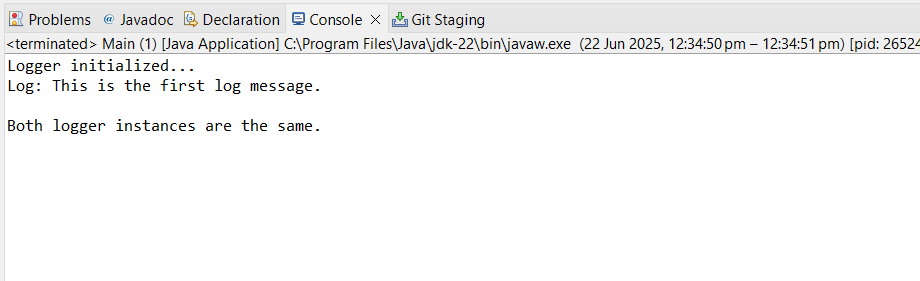 Problems @ Javadoc Declaration Console Git Staging
<terminated> Main (1) [Java Application] C:\Program Files\Java\jdk-22\bin\javaw.exe (22 Jun 2025, 12:34:50 pm – 12:34:51 pm) [pid: 26524
Logger initialized...
Log: This is the first log message.
Both logger instances are the same.